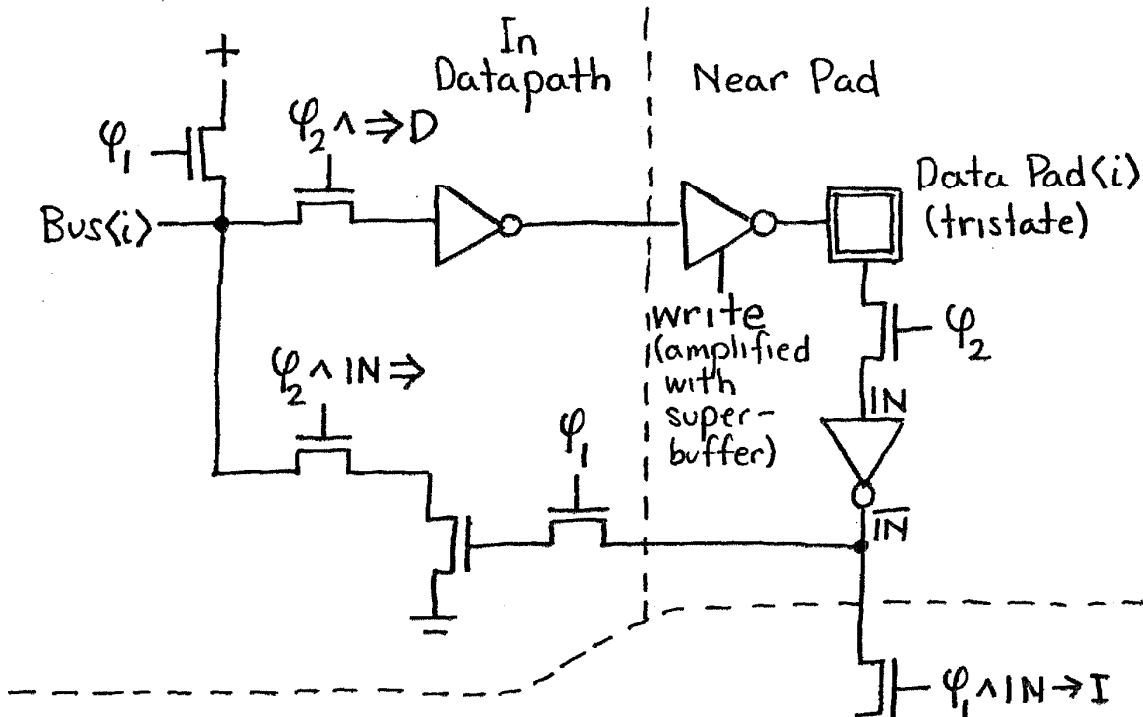 In
Datapath
Near Pad
+
φ₁
φ₂ ∧ ⇒D
Bus⟨i⟩
Data Pad⟨i⟩
(tristate)
write
(amplified
with
super-
buffer)
φ₂
IN
φ₂ ∧ IN⇒
φ₁
I̅N̅
φ₁ ∧ IN→I